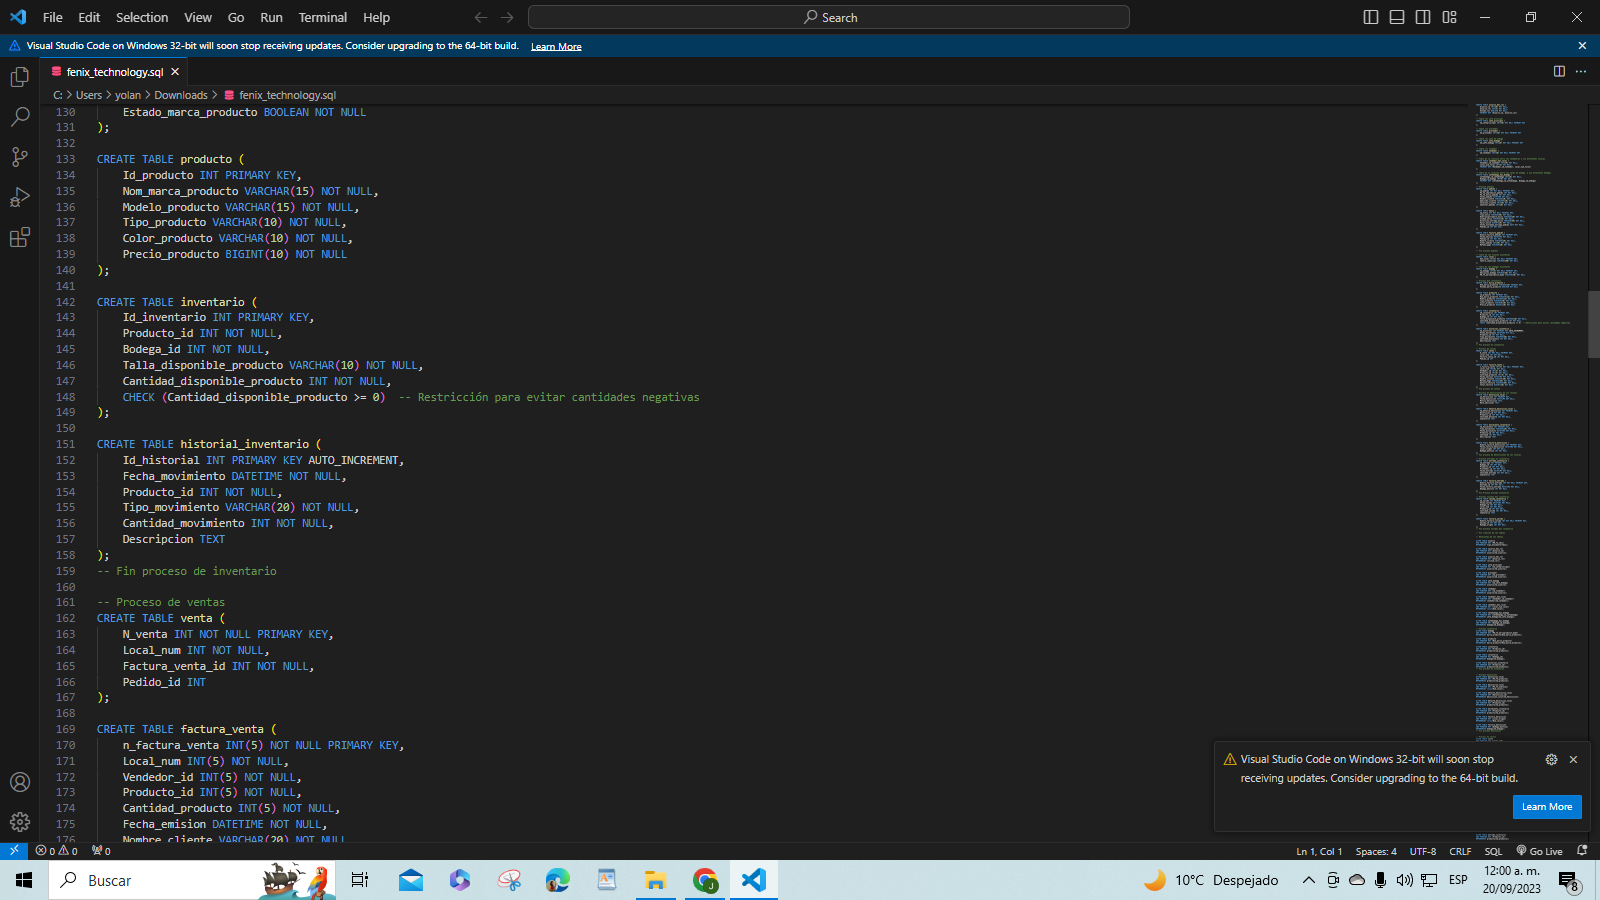 File Edit Selection View Go Run Terminal Help
Search
Visual Studio Code on Windows 32-bit will soon stop receiving updates. Consider upgrading to the 64-bit build. Learn More
fenix_technology.sql
C: > Users > yolan > Downloads > fenix_technology.sql
130 Estado_marca_producto BOOLEAN NOT NULL
131 );
132
133 CREATE TABLE producto (
134 Id_producto INT PRIMARY KEY,
135 Nom_marca_producto VARCHAR(15) NOT NULL,
136 Modelo_producto VARCHAR(15) NOT NULL,
137 Tipo_producto VARCHAR(10) NOT NULL,
138 Color_producto VARCHAR(10) NOT NULL,
139 Precio_producto BIGINT(10) NOT NULL
140 );
141
142 CREATE TABLE inventario (
143 Id_inventario INT PRIMARY KEY,
144 Producto_id INT NOT NULL,
145 Bodega_id INT NOT NULL,
146 Talla_disponible_producto VARCHAR(10) NOT NULL,
147 Cantidad_disponible_producto INT NOT NULL,
148 CHECK (Cantidad_disponible_producto >= 0) -- Restricción para evitar cantidades negativas
149 );
150
151 CREATE TABLE historial_inventario (
152 Id_historial INT PRIMARY KEY AUTO_INCREMENT,
153 Fecha_movimiento DATETIME NOT NULL,
154 Producto_id INT NOT NULL,
155 Tipo_movimiento VARCHAR(20) NOT NULL,
156 Cantidad_movimiento INT NOT NULL,
157 Descripcion TEXT
158 );
159 -- Fin proceso de inventario
160
161 -- Proceso de ventas
162 CREATE TABLE venta (
163 N_venta INT NOT NULL PRIMARY KEY,
164 Local_num INT NOT NULL,
165 Factura_venta_id INT NOT NULL,
166 Pedido_id INT
167 );
168
169 CREATE TABLE factura_venta (
170 n_factura_venta INT(5) NOT NULL PRIMARY KEY,
171 Local_num INT(5) NOT NULL,
172 Vendedor_id INT(5) NOT NULL,
173 Producto_id INT(5) NOT NULL,
174 Cantidad_producto INT(5) NOT NULL,
175 Fecha_emision DATETIME NOT NULL,
176 Nombre_cliente VARCHAR(20) NOT NULL
Visual Studio Code on Windows 32-bit will soon stop
receiving updates. Consider upgrading to the 64-bit build.
Learn More
0 0 0 Ln 1, Col 1 Spaces: 4 UTF-8 CRLF SQL Go Live
Buscar
10°C Despejado
ESP
12:00 a. m.
20/09/2023
8